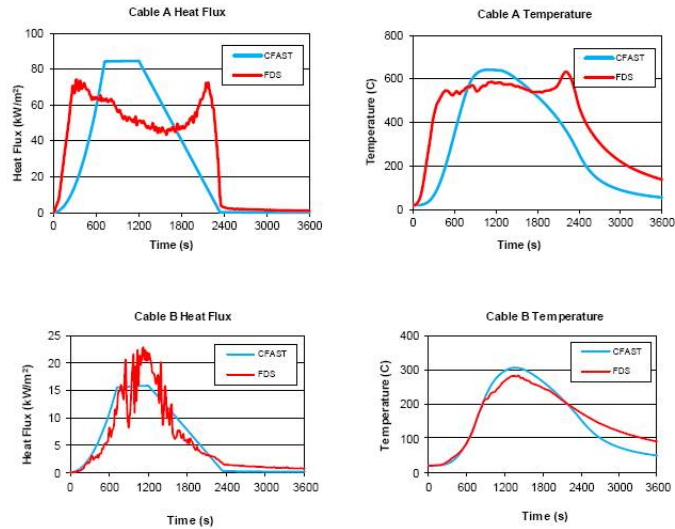 Cable A Heat Flux
Heat Flux (kW/m²)
100
80
60
40
20
0
CFAST
FDS
0 600 1200 1800 2400 3000 3600
Time (s)
Cable A Temperature
Temperature (C)
800
600
400
200
0
CFAST
FDS
0 600 1200 1800 2400 3000 3600
Time (s)
Cable B Heat Flux
Heat Flux (kW/m²)
25
20
15
10
5
0
CFAST
FDS
0 600 1200 1800 2400 3000 3600
Time (s)
Cable B Temperature
Temperature (C)
400
300
200
100
0
CFAST
FDS
0 600 1200 1800 2400 3000 3600
Time (s)